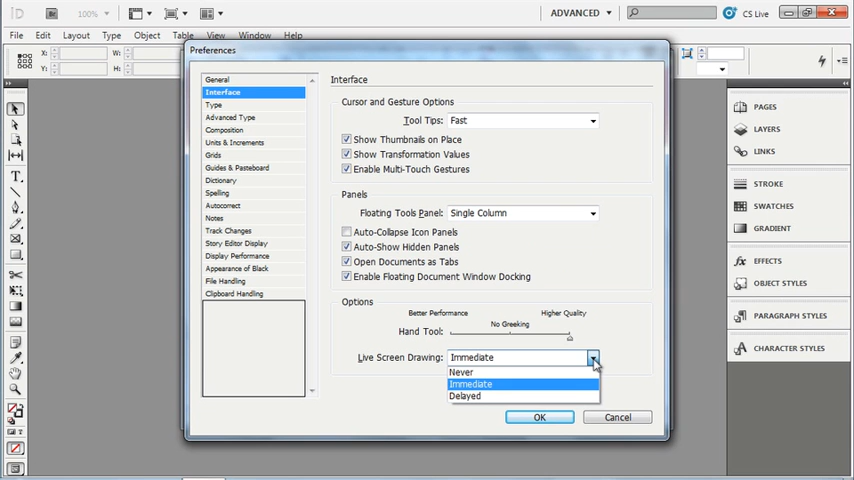 ID Br 100% ADVANCED CS Live
File Edit Layout Type Object Table View Window Help
X: W:
Y: H:
Preferences
General
Interface
Type
Advanced Type
Composition
Units & Increments
Grids
Guides & Pasteboard
Dictionary
Spelling
Autocorrect
Notes
Track Changes
Story Editor Display
Display Performance
Appearance of Black
File Handling
Clipboard Handling
Interface
Cursor and Gesture Options
Tool Tips: Fast
Show Thumbnails on Place
Show Transformation Values
Enable Multi-Touch Gestures
Panels
Floating Tools Panel: Single Column
Auto-Collapse Icon Panels
Auto-Show Hidden Panels
Open Documents as Tabs
Enable Floating Document Window Docking
Options
Better Performance Higher Quality
No Greeking
Hand Tool:
Live Screen Drawing: Immediate
Never
Immediate
Delayed
OK Cancel
PAGES
LAYERS
LINKS
STROKE
SWATCHES
GRADIENT
EFFECTS
OBJECT STYLES
PARAGRAPH STYLES
CHARACTER STYLES